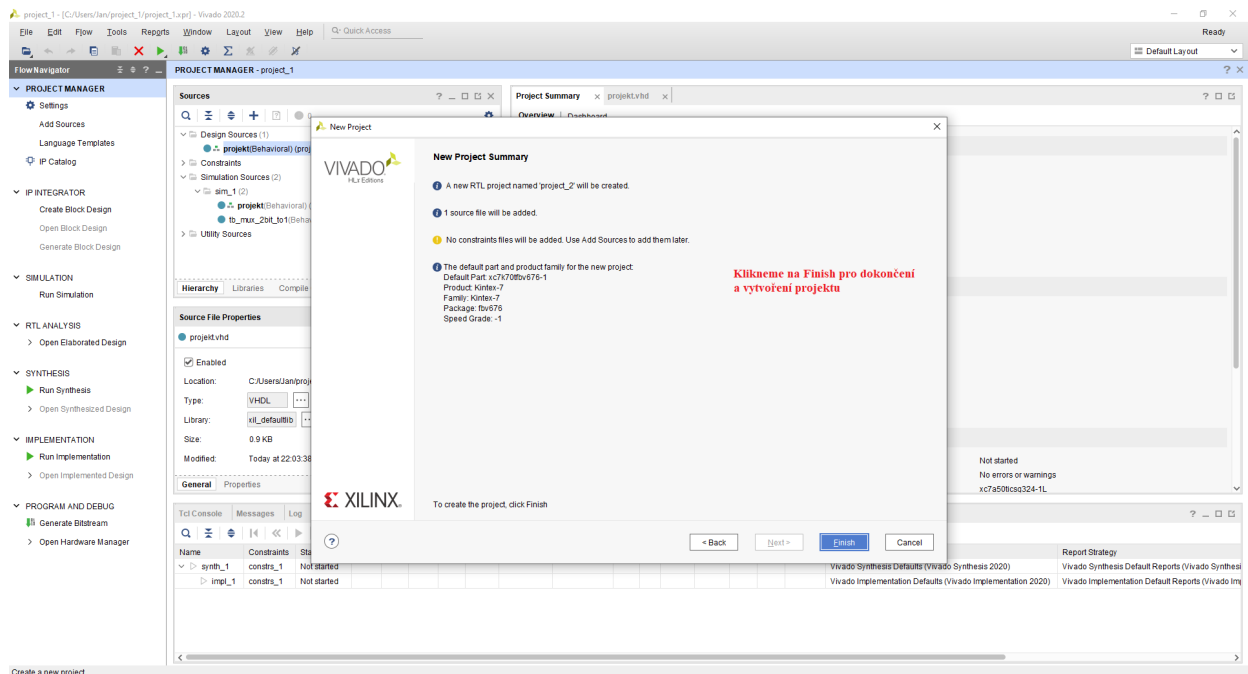 project_1 - [C:/Users/Jan/project_1/project_1.xpr] - Vivado 2020.2
File Edit Flow Tools Reports Window Layout View Help Q- Quick Access
Ready
Default Layout
Flow Navigator
PROJECT MANAGER
Settings
Add Sources
Language Templates
IP Catalog
IP INTEGRATOR
Create Block Design
Open Block Design
Generate Block Design
SIMULATION
Run Simulation
RTL ANALYSIS
Open Elaborated Design
SYNTHESIS
Run Synthesis
Open Synthesized Design
IMPLEMENTATION
Run Implementation
Open Implemented Design
PROGRAM AND DEBUG
Generate Bitstream
Open Hardware Manager
PROJECT MANAGER - project_1
Sources
Design Sources (1)
projekt(Behavioral) (proj
Constraints
Simulation Sources (2)
sim_1 (2)
projekt(Behavioral) (
tb_mux_2bit_to1(Behav
Utility Sources
Hierarchy Libraries Compile
Source File Properties
projekt.vhd
Enabled
Location: C:/Users/Jan/proj
Type: VHDL
Library: xil_defaultlib
Size: 0.9 KB
Modified: Today at 22:03:38
General Properties
Project Summary projekt.vhd
Overview Dashboard
New Project
VIVADO
HLx Editions
New Project Summary
A new RTL project named 'project_2' will be created.
1 source file will be added.
No constraints files will be added. Use Add Sources to add them later.
The default part and product family for the new project:
Default Part: xc7k70tfbv676-1
Product: Kintex-7
Family: Kintex-7
Package: fbv676
Speed Grade: -1
Klikneme na Finish pro dokončení
a vytvoření projektu
XILINX.
To create the project, click Finish
? < Back Next > Finish Cancel
Not started
No errors or warnings
xc7a50ticsg324-1L
Tcl Console Messages Log
Name Constraints Sta Report Strategy
synth_1 constrs_1 Not started Vivado Synthesis Defaults (Vivado Synthesis 2020) Vivado Synthesis Default Reports (Vivado Synthesi
impl_1 constrs_1 Not started Vivado Implementation Defaults (Vivado Implementation 2020) Vivado Implementation Default Reports (Vivado Imp
Create a new project